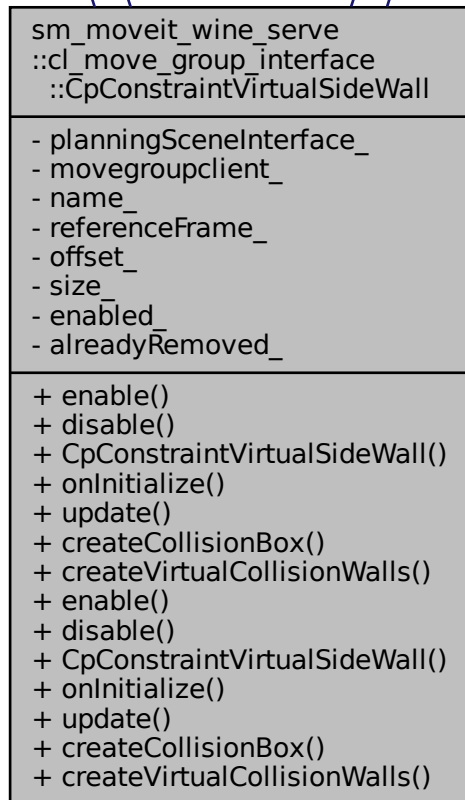 sm_moveit_wine_serve
::cl_move_group_interface
::CpConstraintVirtualSideWall
- planningSceneInterface_
- movegroupclient_
- name_
- referenceFrame_
- offset_
- size_
- enabled_
- alreadyRemoved_
+ enable()
+ disable()
+ CpConstraintVirtualSideWall()
+ onInitialize()
+ update()
+ createCollisionBox()
+ createVirtualCollisionWalls()
+ enable()
+ disable()
+ CpConstraintVirtualSideWall()
+ onInitialize()
+ update()
+ createCollisionBox()
+ createVirtualCollisionWalls()